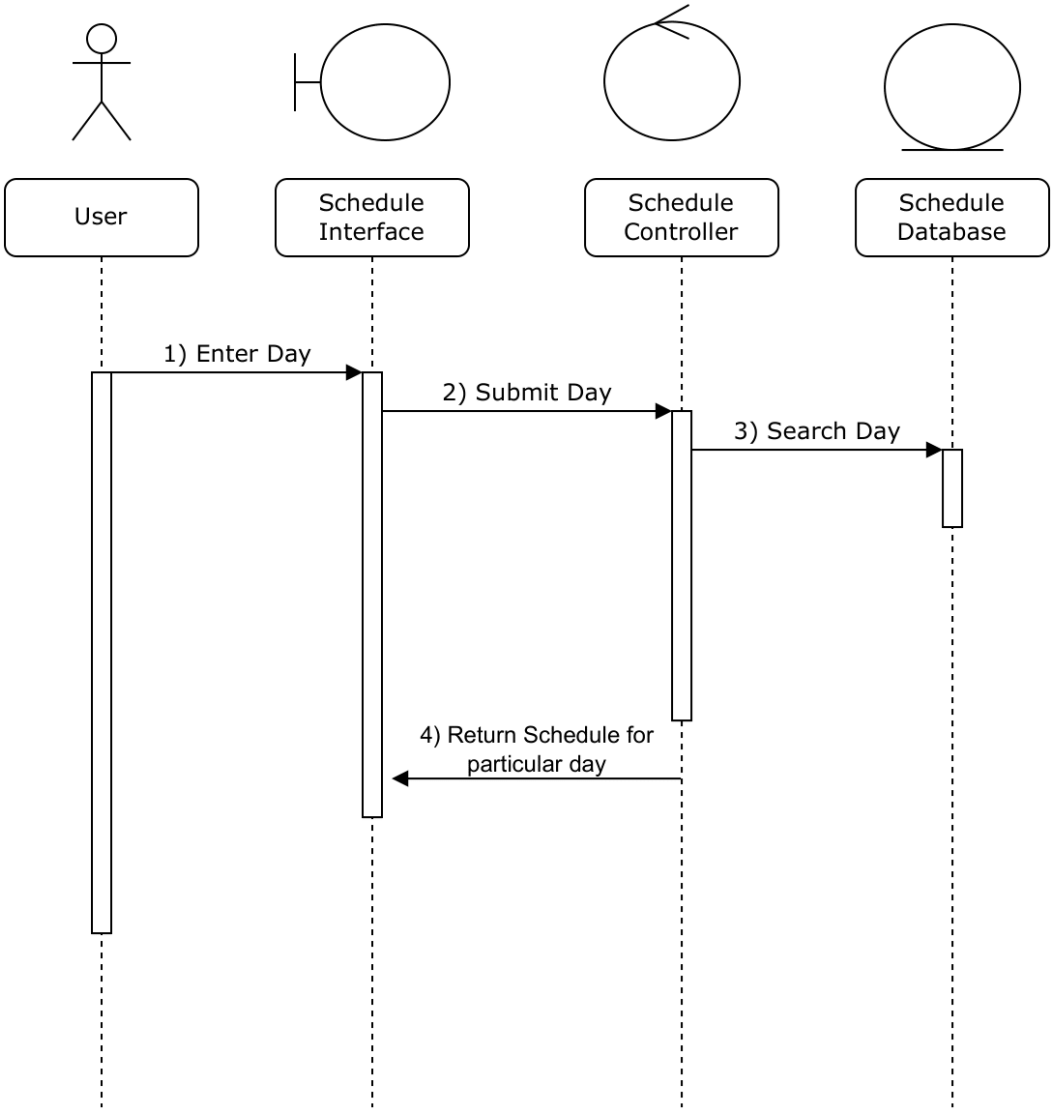 User
Schedule
Interface
Schedule
Controller
Schedule
Database
1) Enter Day
2) Submit Day
3) Search Day
4) Return Schedule for
particular day